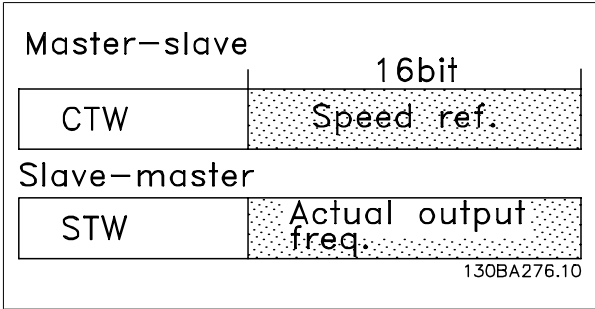 Master-slave
16bit
CTW
Speed ref.
Slave-master
STW
Actual output
freq.
130BA276.10